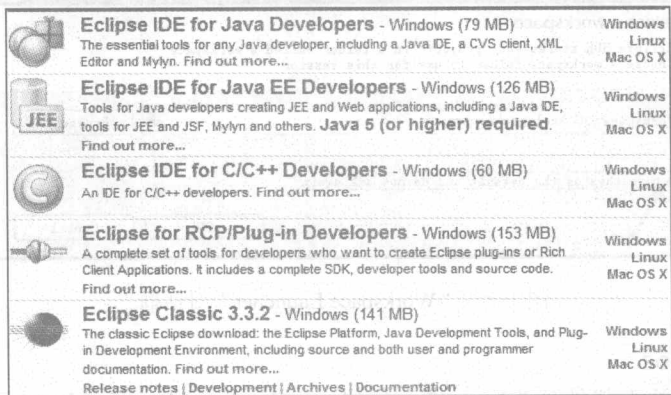 Eclipse IDE for Java Developers - Windows (79 MB)
The essential tools for any Java developer, including a Java IDE, a CVS client, XML
Editor and Mylyn. Find out more...
Windows
Linux
Mac OS X
Eclipse IDE for Java EE Developers - Windows (126 MB)
Tools for Java developers creating JEE and Web applications, including a Java IDE,
tools for JEE and JSF, Mylyn and others. Java 5 (or higher) required.
Find out more...
JEE
Windows
Linux
Mac OS X
Eclipse IDE for C/C++ Developers - Windows (60 MB)
An IDE for C/C++ developers. Find out more...
Windows
Linux
Mac OS X
Eclipse for RCP/Plug-in Developers - Windows (153 MB)
A complete set of tools for developers who want to create Eclipse plug-ins or Rich
Client Applications. It includes a complete SDK, developer tools and source code.
Find out more...
Windows
Linux
Mac OS X
Eclipse Classic 3.3.2 - Windows (141 MB)
The classic Eclipse download: the Eclipse Platform, Java Development Tools, and Plug-
in Development Environment, including source and both user and programmer
documentation. Find out more...
Release notes | Development | Archives | Documentation
Windows
Linux
Mac OS X